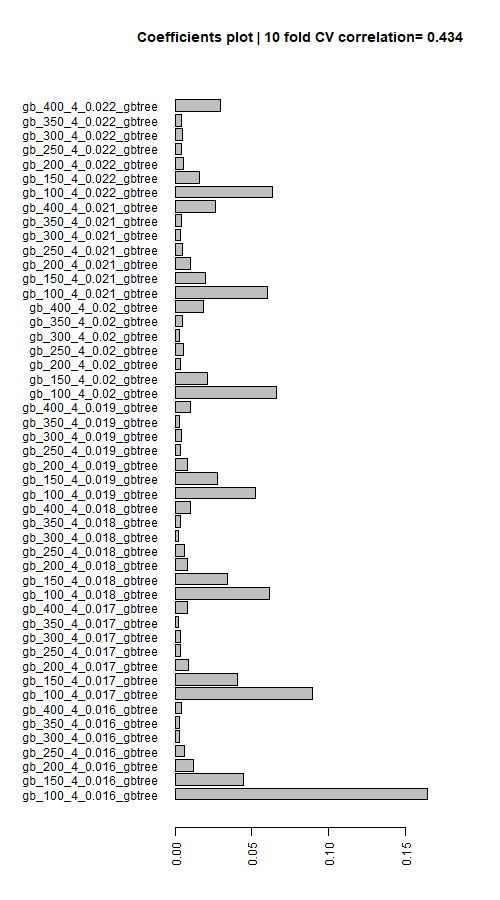 Coefficients plot | 10 fold CV correlation= 0.434
gb_400_4_0.022_gbtree
gb_350_4_0.022_gbtree
gb_300_4_0.022_gbtree
gb_250_4_0.022_gbtree
gb_200_4_0.022_gbtree
gb_150_4_0.022_gbtree
gb_100_4_0.022_gbtree
gb_400_4_0.021_gbtree
gb_350_4_0.021_gbtree
gb_300_4_0.021_gbtree
gb_250_4_0.021_gbtree
gb_200_4_0.021_gbtree
gb_150_4_0.021_gbtree
gb_100_4_0.021_gbtree
gb_400_4_0.02_gbtree
gb_350_4_0.02_gbtree
gb_300_4_0.02_gbtree
gb_250_4_0.02_gbtree
gb_200_4_0.02_gbtree
gb_150_4_0.02_gbtree
gb_100_4_0.02_gbtree
gb_400_4_0.019_gbtree
gb_350_4_0.019_gbtree
gb_300_4_0.019_gbtree
gb_250_4_0.019_gbtree
gb_200_4_0.019_gbtree
gb_150_4_0.019_gbtree
gb_100_4_0.019_gbtree
gb_400_4_0.018_gbtree
gb_350_4_0.018_gbtree
gb_300_4_0.018_gbtree
gb_250_4_0.018_gbtree
gb_200_4_0.018_gbtree
gb_150_4_0.018_gbtree
gb_100_4_0.018_gbtree
gb_400_4_0.017_gbtree
gb_350_4_0.017_gbtree
gb_300_4_0.017_gbtree
gb_250_4_0.017_gbtree
gb_200_4_0.017_gbtree
gb_150_4_0.017_gbtree
gb_100_4_0.017_gbtree
gb_400_4_0.016_gbtree
gb_350_4_0.016_gbtree
gb_300_4_0.016_gbtree
gb_250_4_0.016_gbtree
gb_200_4_0.016_gbtree
gb_150_4_0.016_gbtree
gb_100_4_0.016_gbtree
0.00
0.05
0.10
0.15